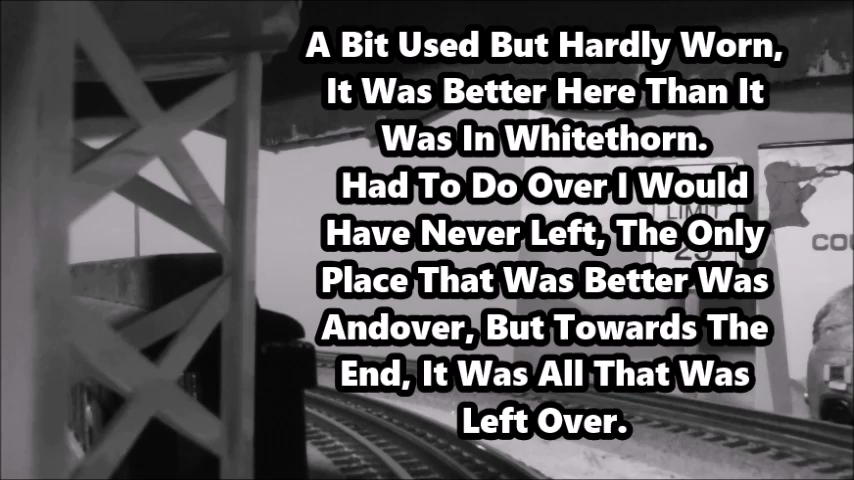 A Bit Used But Hardly Worn,
It Was Better Here Than It
Was In Whitethorn.
Had To Do Over I Would
Have Never Left, The Only
Place That Was Better Was
Andover, But Towards The
End, It Was All That Was
Left Over.
LIMIT
25